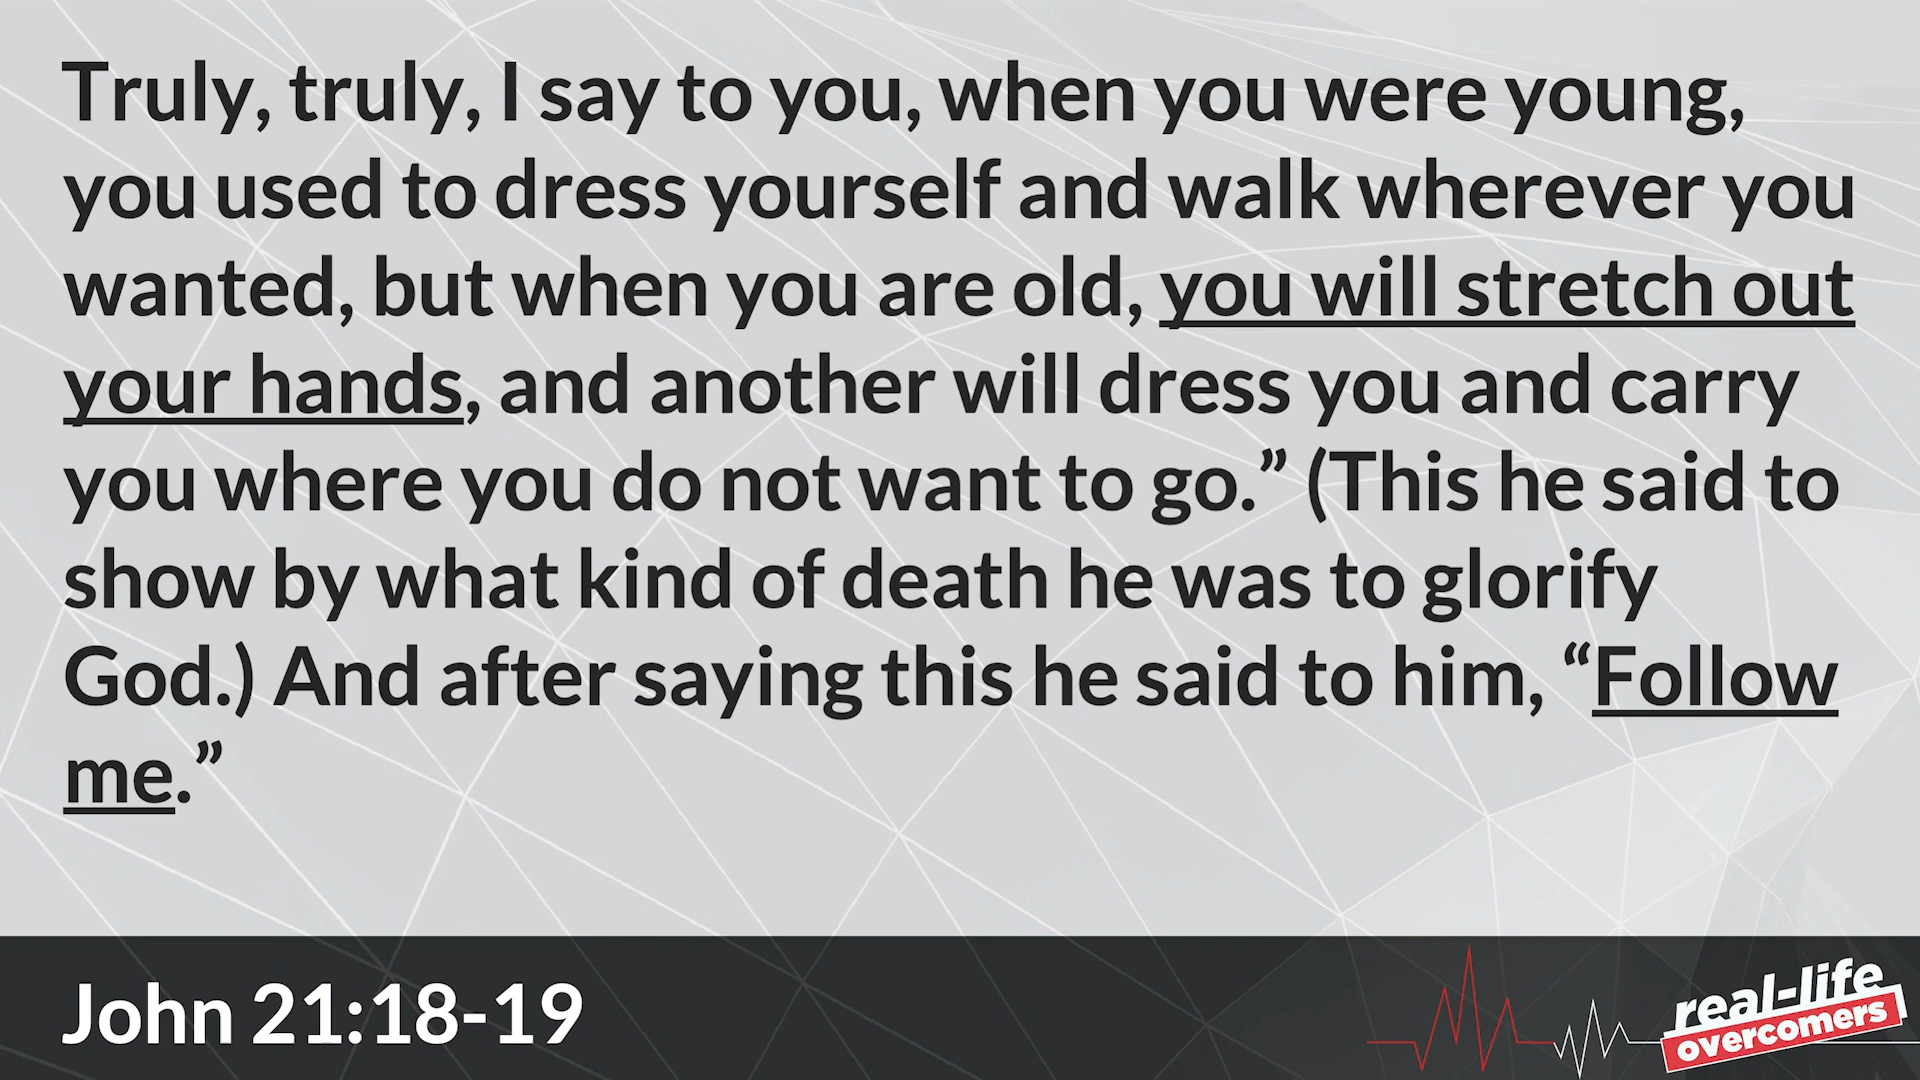 Truly, truly, I say to you, when you were young,
you used to dress yourself and walk wherever you
wanted, but when you are old, you will stretch out
your hands, and another will dress you and carry
you where you do not want to go.” (This he said to
show by what kind of death he was to glorify
God.) And after saying this he said to him, “Follow
me.”
John 21:18-19
real-life
overcomers